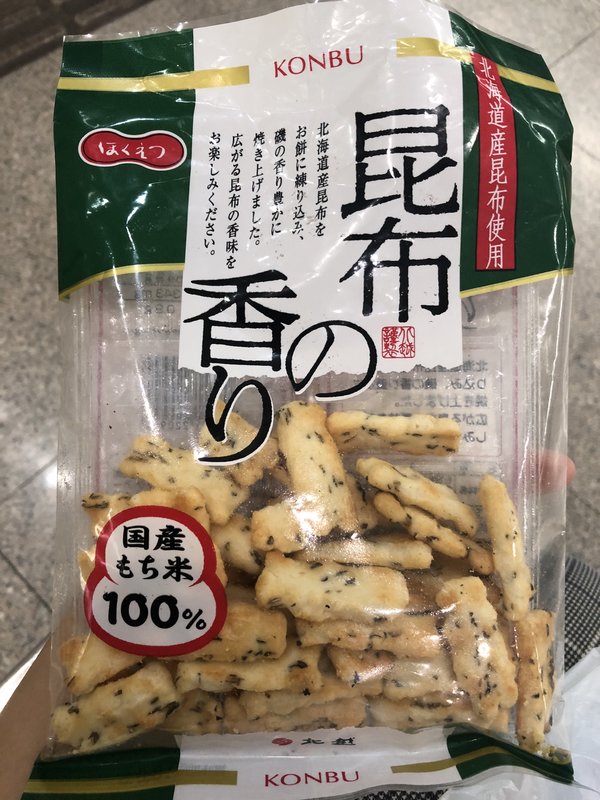 KONBU
北海道産昆布使用
昆布の香り
北海道産昆布を
お餅に練り込み、
磯の香り豊かに
焼き上げました。
広がる昆布の香味を
お楽しみください。
ほくえつ
国産
もち米
100%
北越
KONBU